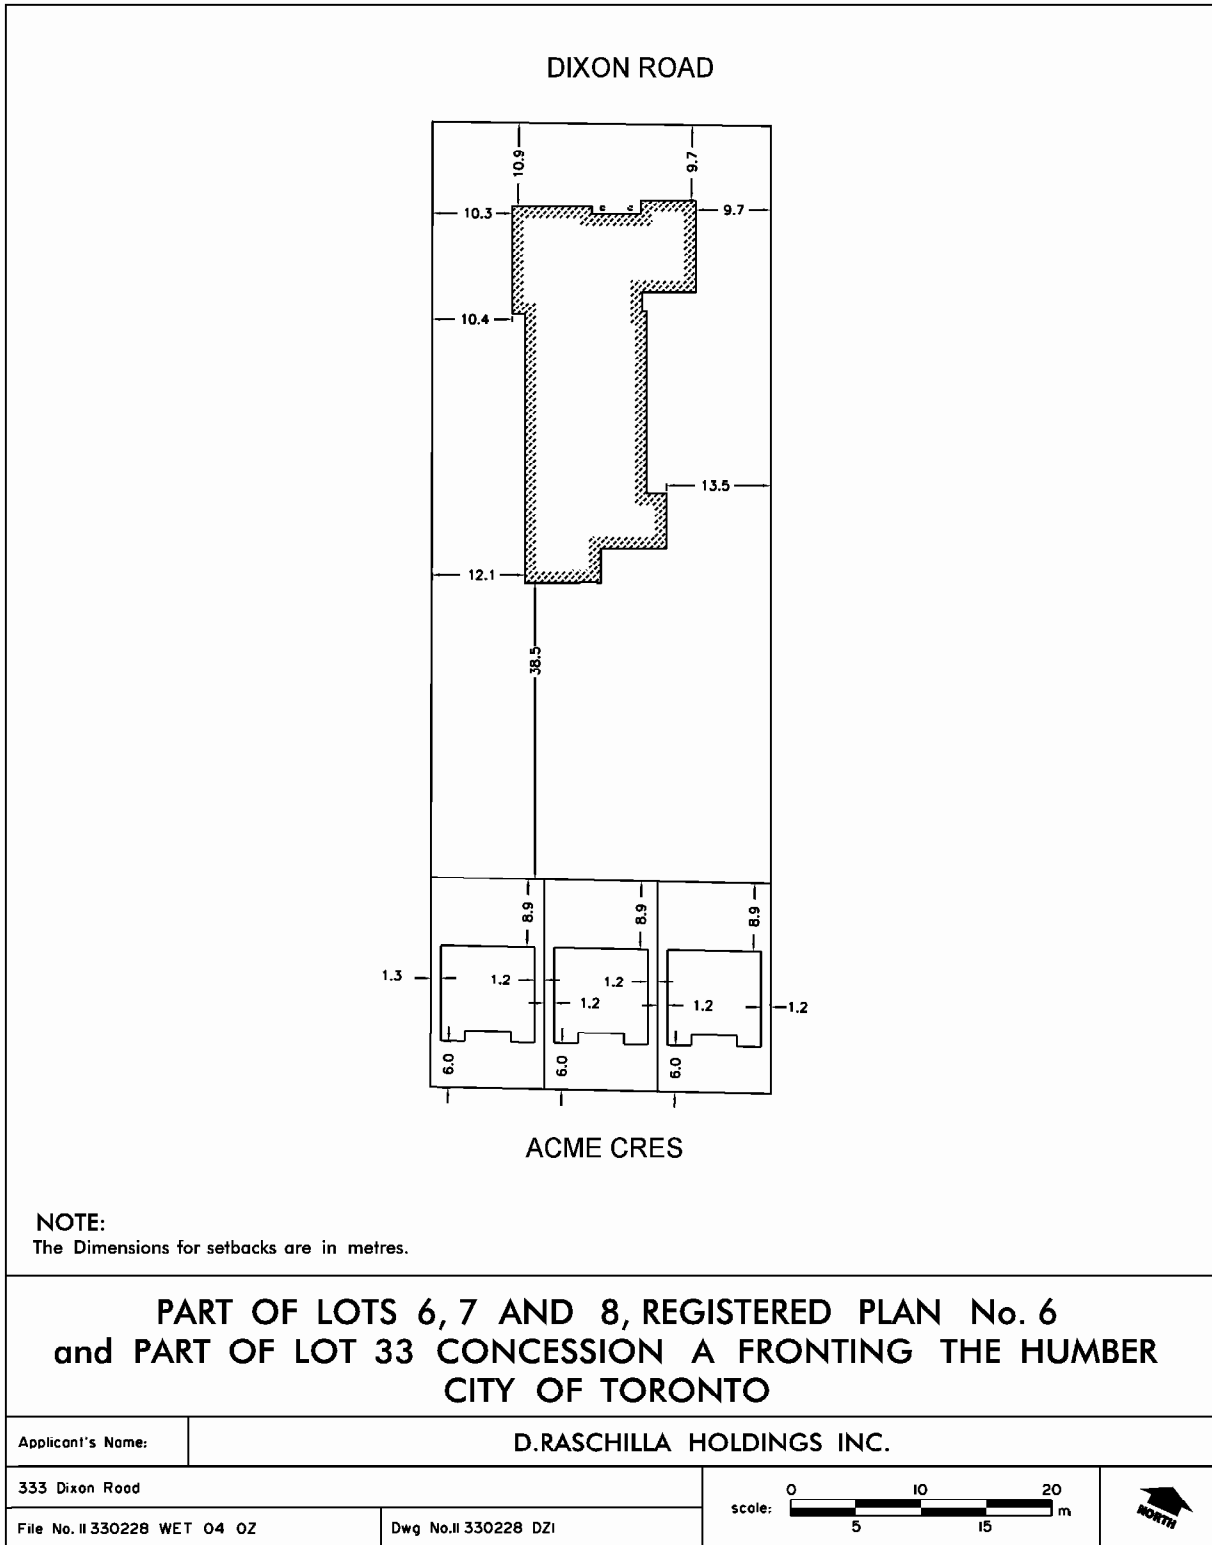 DIXON ROAD
10.9
9.7
10.3
9.7
10.4
13.5
12.1
38.5
8.9
8.9
8.9
1.3
1.2
1.2
1.2
1.2
1.2
6.0
6.0
6.0
ACME CRES
NOTE:
The Dimensions for setbacks are in metres.
PART OF LOTS 6, 7 AND 8, REGISTERED PLAN No. 6
and PART OF LOT 33 CONCESSION A FRONTING THE HUMBER
CITY OF TORONTO
Applicant's Name:
D.RASCHILLA HOLDINGS INC.
333 Dixon Road
File No. 11 330228 WET 04 OZ
Dwg No.11 330228 DZ1
scale:
0 10 20
m
5 15
NORTH